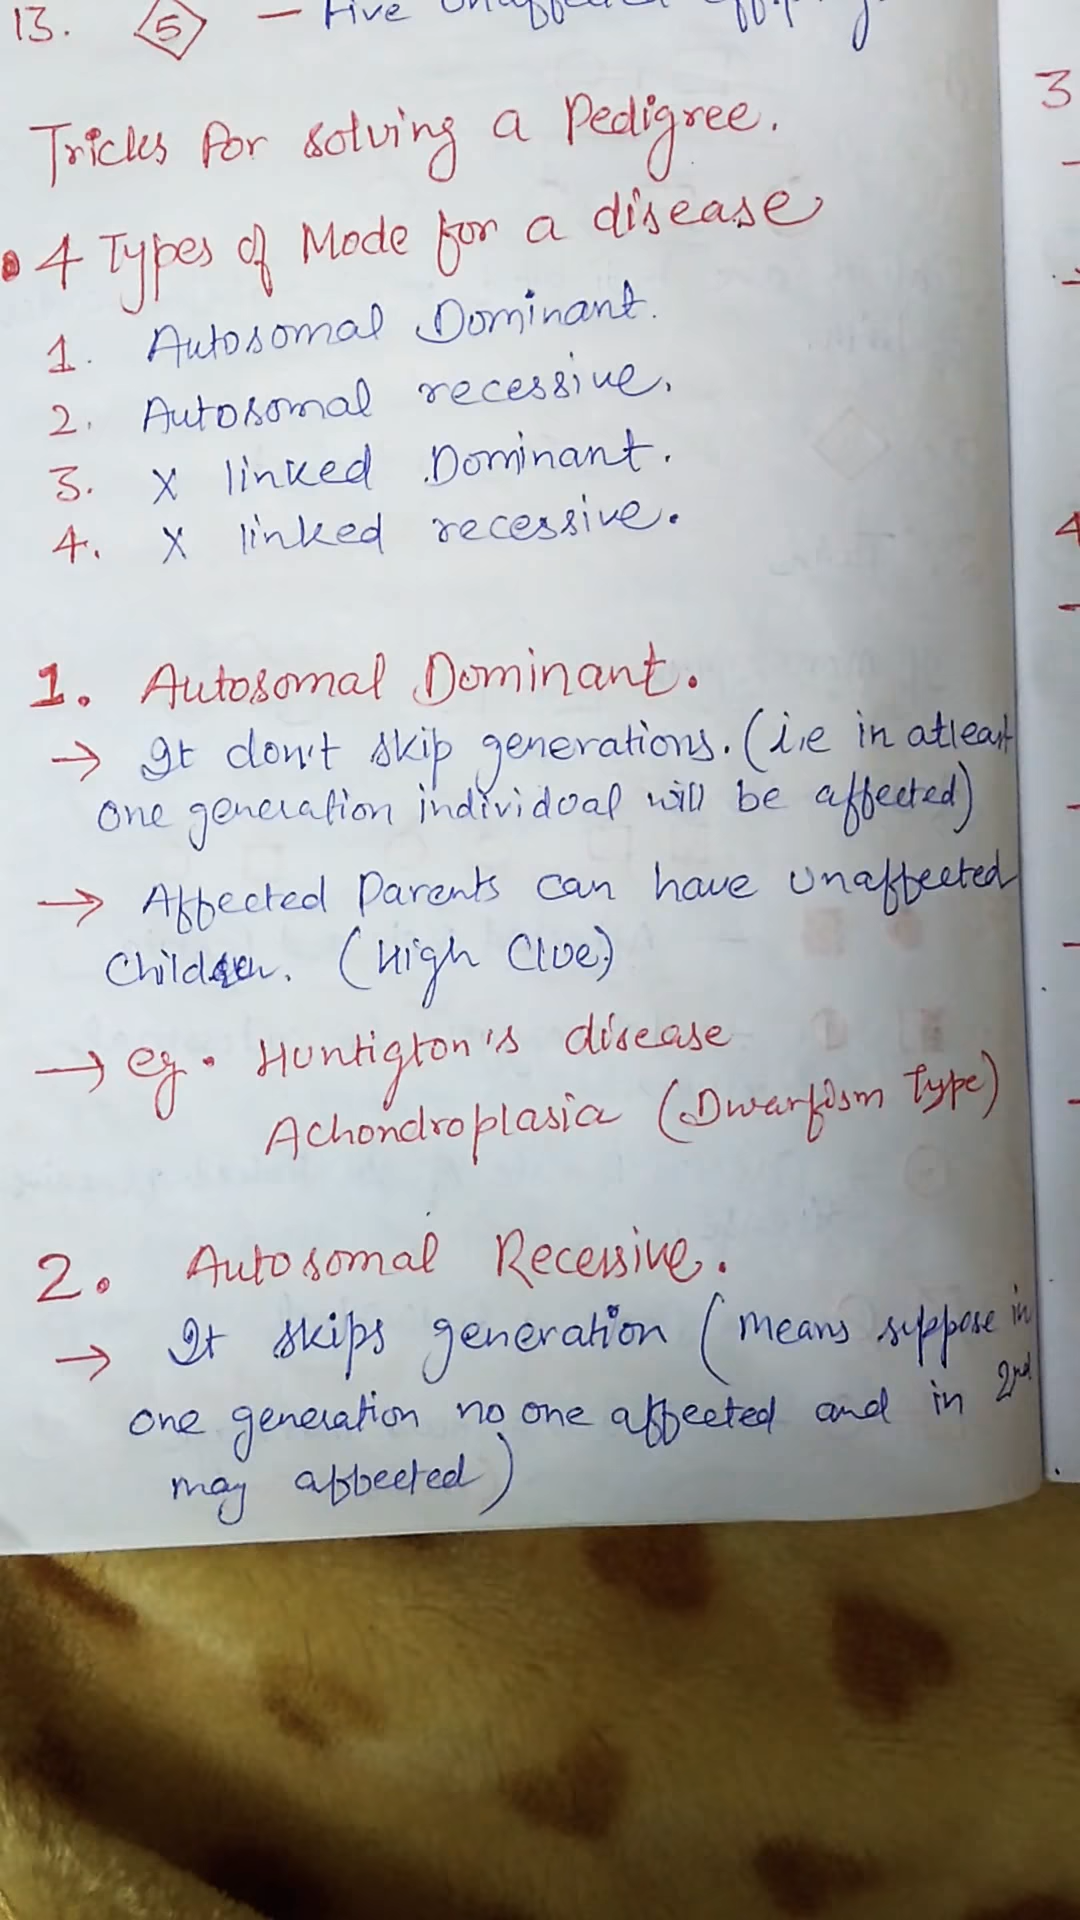 13. 5 — Five unaffected
Tricks for solving a Pedigree.
3
• 4 Types of Mode for a disease
1. Autosomal Dominant.
2. Autosomal recessive.
3. X linked Dominant.
4. X linked recessive.
4
1. Autosomal Dominant.
→ It don't skip generations. (i.e in atleast
one generation individual will be affected)
→ Affected Parents can have unaffected
Children. (High Clue)
→ eg. Huntigton's disease
Achondroplasia (Dwarfism Type)
2. Autosomal Recessive.
→ It skips generation (means suppose in
one generation no one affected and in 2nd
may affected)